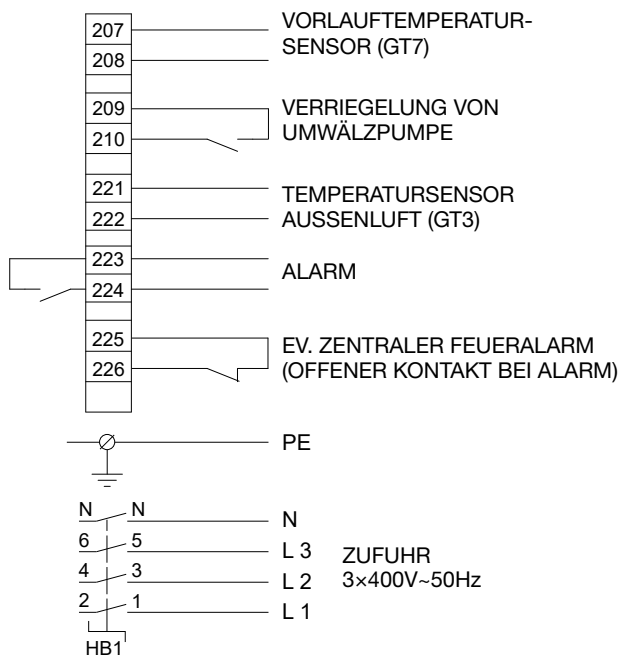 207
208
VORLAUFTEMPERATUR-
SENSOR (GT7)
209
210
VERRIEGELUNG VON
UMWÄLZPUMPE
221
222
TEMPERATURSENSOR
AUSSENLUFT (GT3)
223
224
ALARM
225
226
EV. ZENTRALER FEUERALARM
(OFFENER KONTAKT BEI ALARM)
PE
N N N
6 5 L 3
4 3 L 2
2 1 L 1
ZUFUHR
3×400V~50Hz
HB1